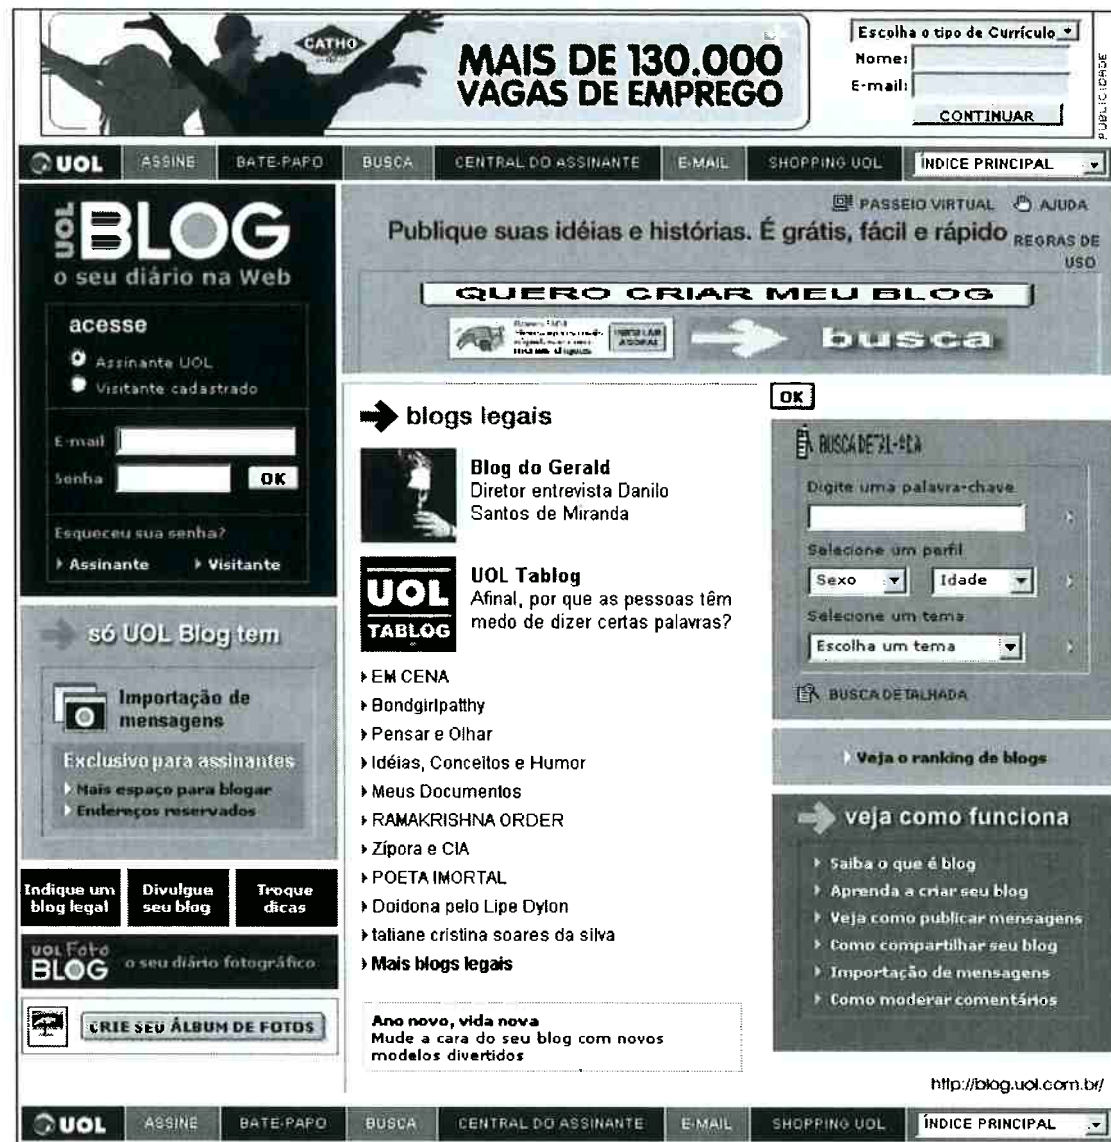 CATHO
MAIS DE 130.000
VAGAS DE EMPREGO
Escolha o tipo de Currículo
Nome:
E-mail:
CONTINUAR
PUBLICIDADE
UOL ASSINE BATE-PAPO BUSCA CENTRAL DO ASSINANTE E-MAIL SHOPPING UOL ÍNDICE PRINCIPAL
UOL BLOG
o seu diário na Web
acesse
Assinante UOL
Visitante cadastrado
E-mail
Senha OK
Esqueceu sua senha?
Assinante Visitante
só UOL Blog tem
Importação de
mensagens
Exclusivo para assinantes
Mais espaço para blogar
Endereços reservados
Indique um
blog legal
Divulgue
seu blog
Troque
dicas
UOL Foto
BLOG o seu diário fotográfico
CRIE SEU ÁLBUM DE FOTOS
PASSEIO VIRTUAL AJUDA
Publique suas idéias e histórias. É grátis, fácil e rápido
REGRAS DE
USO
QUERO CRIAR MEU BLOG
busca
blogs legais
Blog do Gerald
Diretor entrevista Danilo
Santos de Miranda
UOL
TABLOG
UOL Tablog
Afinal, por que as pessoas têm
medo de dizer certas palavras?
EM CENA
Bondgirlpatthy
Pensar e Olhar
Idéias, Conceitos e Humor
Meus Documentos
RAMAKRISHNA ORDER
Zípora e CIA
POETA IMORTAL
Doidona pelo Lipe Dylon
tatiane cristina soares da silva
Mais blogs legais
Ano novo, vida nova
Mude a cara do seu blog com novos
modelos divertidos
OK
Digite uma palavra-chave
Selecione um perfil
Sexo Idade
Selecione um tema
Escolha um tema
BUSCA DETALHADA
Veja o ranking de blogs
veja como funciona
Saiba o que é blog
Aprenda a criar seu blog
Veja como publicar mensagens
Como compartilhar seu blog
Importação de mensagens
Como moderar comentários
http://blog.uol.com.br/
UOL ASSINE BATE-PAPO BUSCA CENTRAL DO ASSINANTE E-MAIL SHOPPING UOL ÍNDICE PRINCIPAL